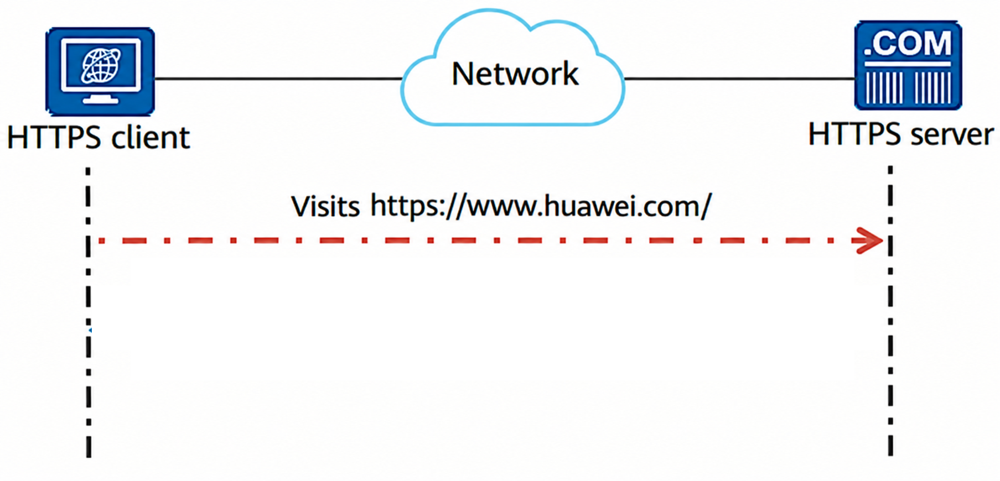 .COM
Network
HTTPS client
HTTPS server
Visits https://www.huawei.com/